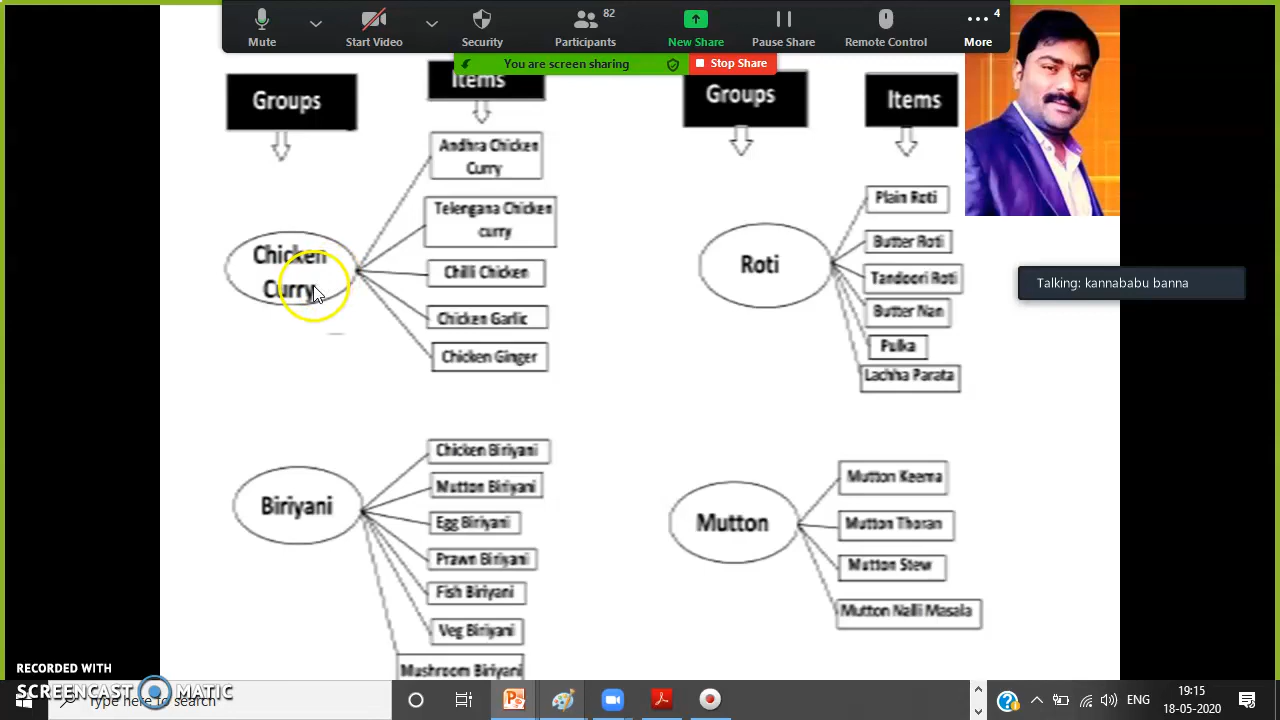 Mute
Start Video
Security
82
Participants
New Share
Pause Share
Remote Control
4
More
You are screen sharing
Stop Share
Groups
Items
Andhra Chicken
Curry
Telengana Chicken
curry
Chicken
Curry
Chilli Chicken
Chicken Garlic
Chicken Ginger
Groups
Items
Plain Roti
Butter Roti
Roti
Tandoori Roti
Butter Nan
Pulka
Lachha Parata
Talking: kannababu banna
Chicken Biriyani
Mutton Biriyani
Biriyani
Egg Biriyani
Prawn Biriyani
Fish Biriyani
Veg Biriyani
Mushroom Biriyani
Mutton Keema
Mutton
Mutton Thoran
Mutton Stew
Mutton Nalli Masala
RECORDED WITH
SCREENCAST MATIC
Type here to search
ENG
19:15
18-05-2020